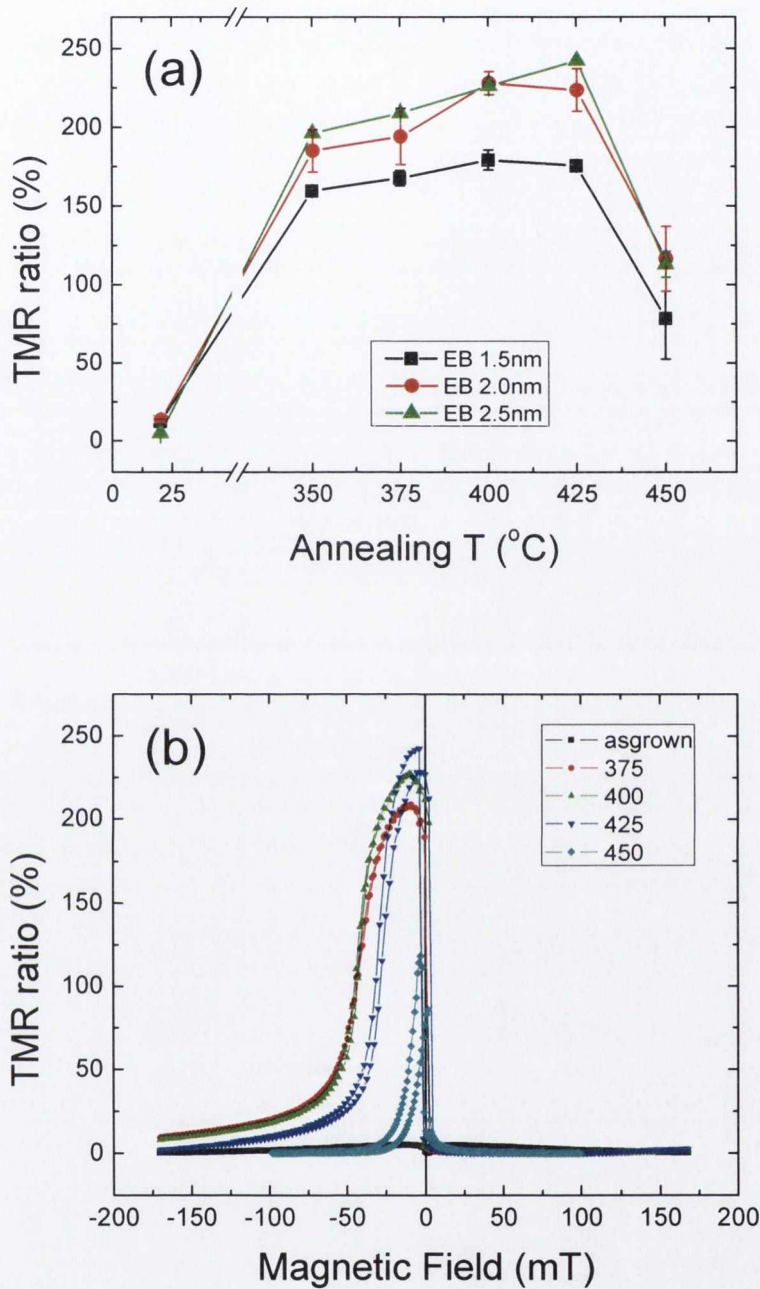 (a)
250
200
150
100
50
0
TMR ratio (%)
EB 1.5nm
EB 2.0nm
EB 2.5nm
0 25 350 375 400 425 450
Annealing T (°C)
(b)
250
200
150
100
50
0
TMR ratio (%)
asgrown
375
400
425
450
-200 -150 -100 -50 0 50 100 150 200
Magnetic Field (mT)